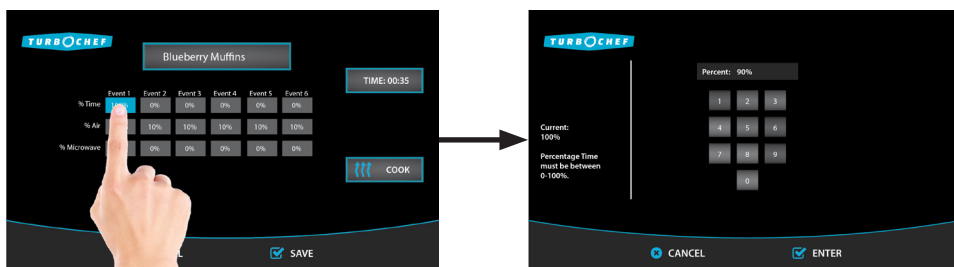 TURBOCHEF
Blueberry Muffins
TIME: 00:35
Event 1 Event 2 Event 3 Event 4 Event 5 Event 6
% Time 100% 0% 0% 0% 0% 0%
% Air 10% 10% 10% 10% 10%
% Microwave 0% 0% 0% 0% 0%
COOK
SAVE
TURBOCHEF
Percent: 90%
1 2 3
4 5 6
7 8 9
0
Current:
100%
Percentage Time
must be between
0-100%.
CANCEL ENTER